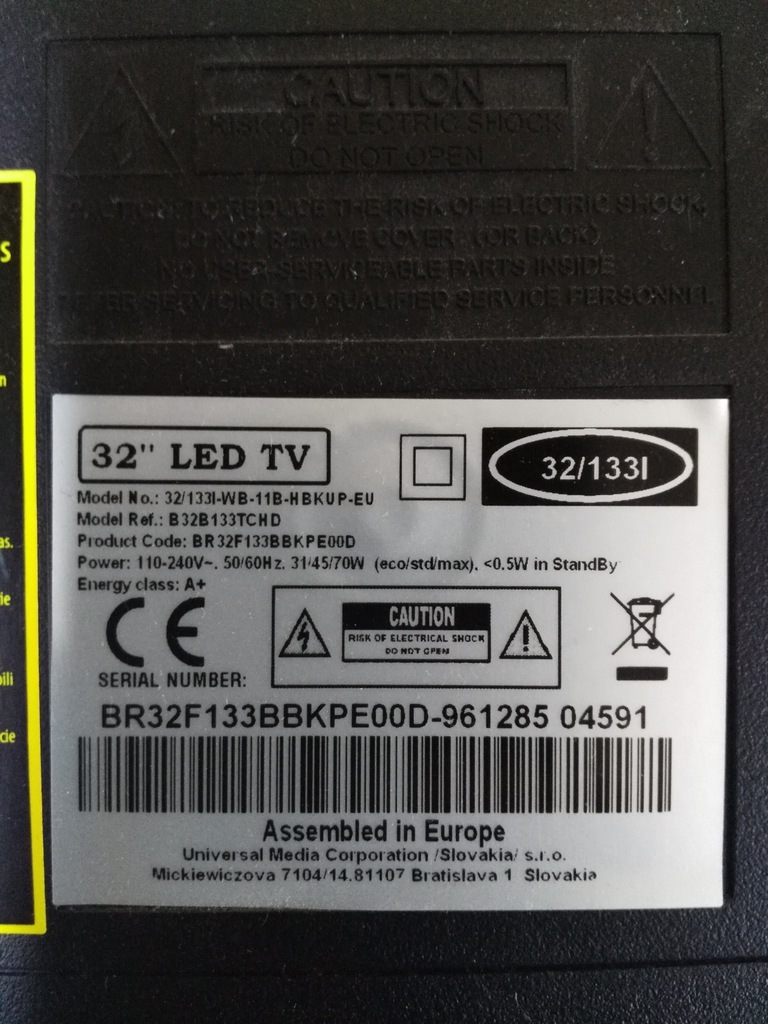 CAUTION
RISK OF ELECTRIC SHOCK
DO NOT OPEN
CAUTION: TO REDUCE THE RISK OF ELECTRIC SHOCK,
DO NOT REMOVE COVER (OR BACK)
NO USER-SERVICEABLE PARTS INSIDE
REFER SERVICING TO QUALIFIED SERVICE PERSONNEL
s
n
as.
ie
bili
cie
32" LED TV
32/133I
Model No.: 32/133I-WB-11B-HBKUP-EU
Model Ref.: B32B133TCHD
Product Code: BR32F133BBKPE00D
Power: 110-240V~. 50/60Hz. 31/45/70W (eco/std/max), <0.5W in StandBy
Energy class: A+
CE
CAUTION
RISK OF ELECTRICAL SHOCK
DO NOT OPEN
SERIAL NUMBER:
BR32F133BBKPE00D-961285 04591
Assembled in Europe
Universal Media Corporation /Slovakia/ s.r.o.
Mickiewiczova 7104/14.81107 Bratislava 1 Slovakia